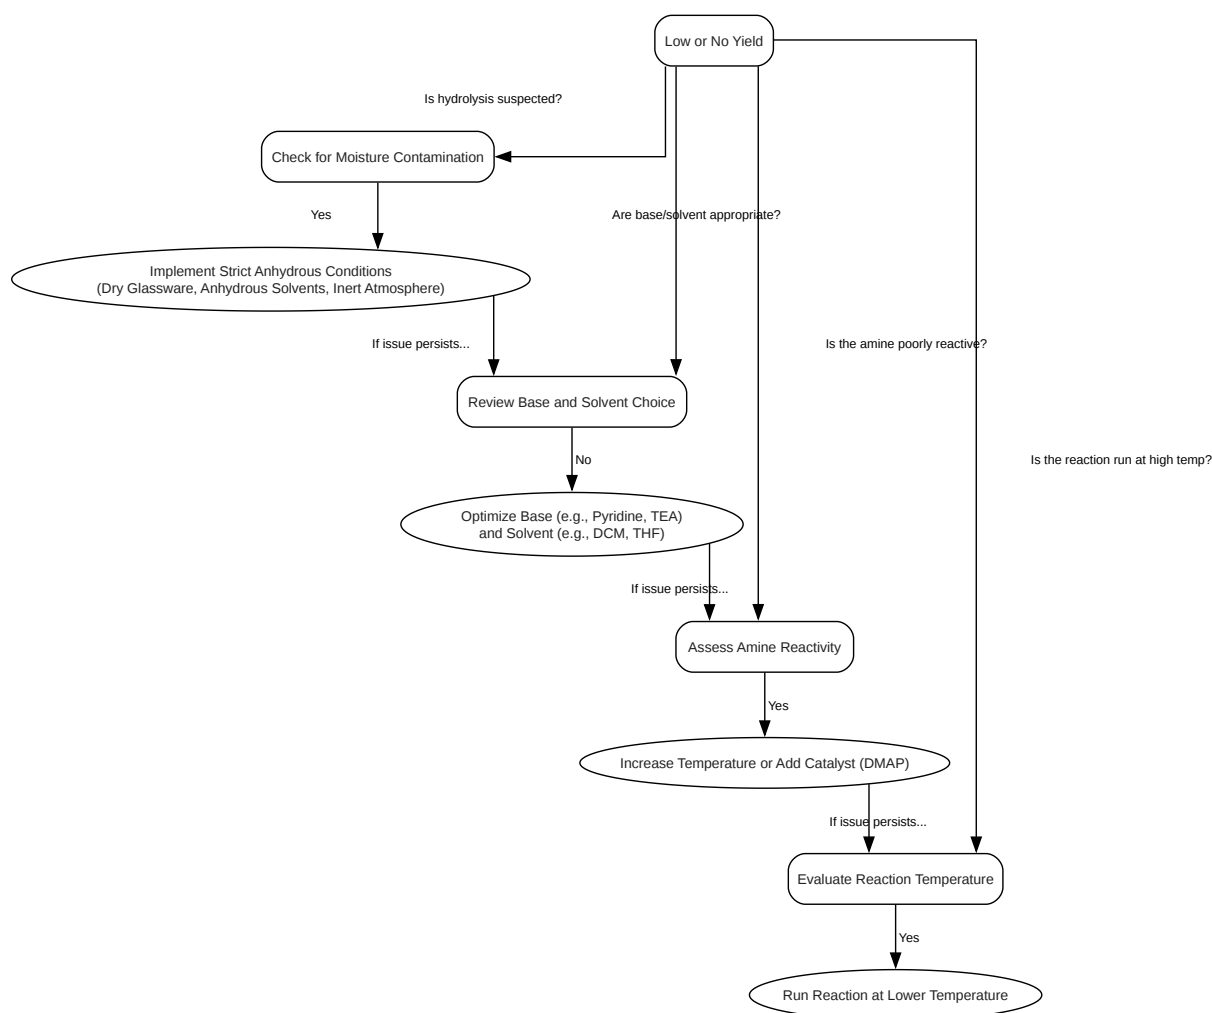 Low or No Yield
Is hydrolysis suspected?
Check for Moisture Contamination
Yes
Are base/solvent appropriate?
Implement Strict Anhydrous Conditions
(Dry Glassware, Anhydrous Solvents, Inert Atmosphere)
If issue persists...
Is the amine poorly reactive?
Review Base and Solvent Choice
No
Is the reaction run at high temp?
Optimize Base (e.g., Pyridine, TEA)
and Solvent (e.g., DCM, THF)
If issue persists...
Assess Amine Reactivity
Yes
Increase Temperature or Add Catalyst (DMAP)
If issue persists...
Evaluate Reaction Temperature
Yes
Run Reaction at Lower Temperature